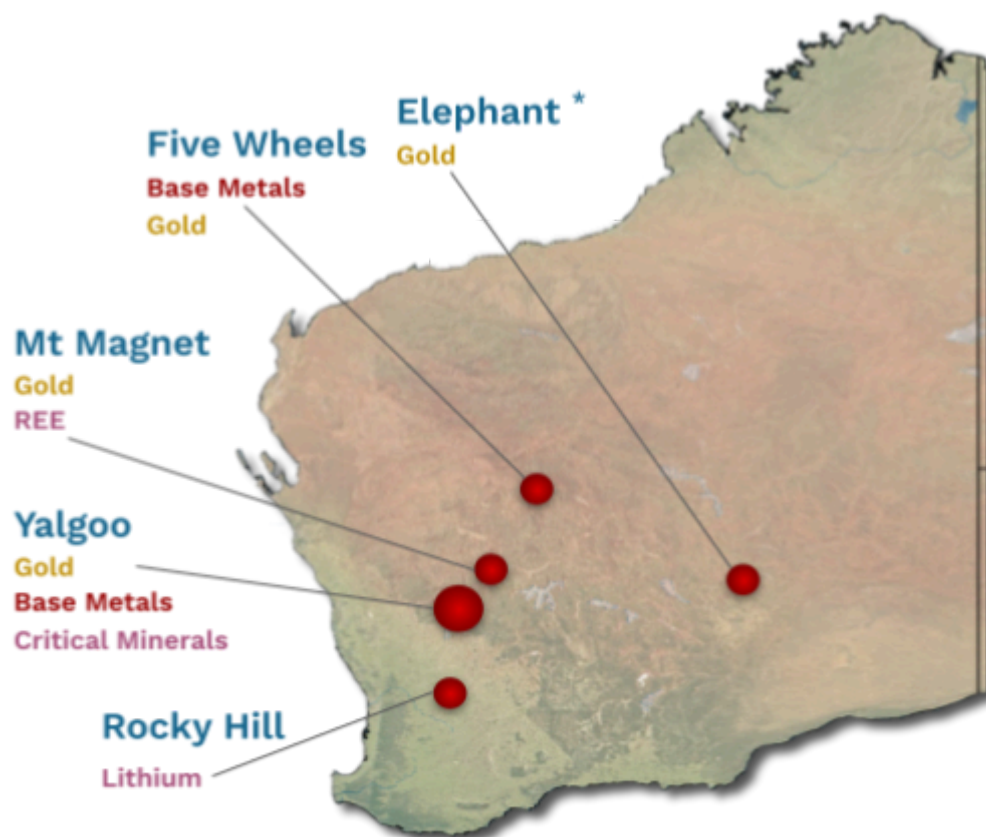 Elephant *
Gold
Five Wheels
Base Metals
Gold
Mt Magnet
Gold
REE
Yalgoo
Gold
Base Metals
Critical Minerals
Rocky Hill
Lithium